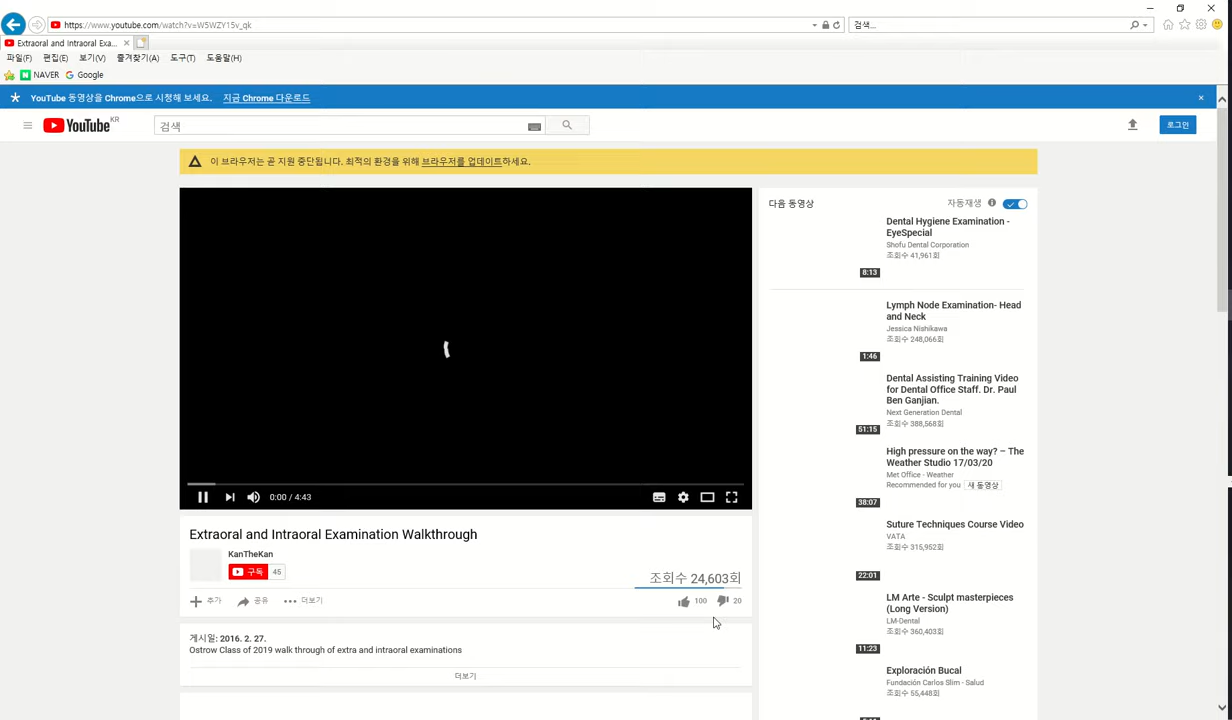 https://www.youtube.com/watch?v=W5WZY15v_qk
검색...
Extraoral and Intraoral Exa...
파일(F) 편집(E) 보기(V) 즐겨찾기(A) 도구(T) 도움말(H)
NAVER Google
YouTube 동영상을 Chrome으로 시청해 보세요. 지금 Chrome 다운로드
YouTube KR
검색
로그인
이 브라우저는 곧 지원 중단됩니다. 최적의 환경을 위해 브라우저를 업데이트하세요.
0:00 / 4:43
Extraoral and Intraoral Examination Walkthrough
KanTheKan
구독 45
조회수 24,603회
추가 공유 더보기
100 20
게시일: 2016. 2. 27.
Ostrow Class of 2019 walk through of extra and intraoral examinations
더보기
다음 동영상
자동재생
Dental Hygiene Examination -
EyeSpecial
Shofu Dental Corporation
조회수 41,961회
8:13
Lymph Node Examination- Head
and Neck
Jessica Nishikawa
조회수 248,066회
1:46
Dental Assisting Training Video
for Dental Office Staff. Dr. Paul
Ben Ganjian.
Next Generation Dental
조회수 388,568회
51:15
High pressure on the way? – The
Weather Studio 17/03/20
Met Office - Weather
Recommended for you 새 동영상
38:07
Suture Techniques Course Video
VATA
조회수 315,952회
22:01
LM Arte - Sculpt masterpieces
(Long Version)
LM-Dental
조회수 360,403회
11:23
Exploración Bucal
Fundación Carlos Slim - Salud
조회수 55,448회